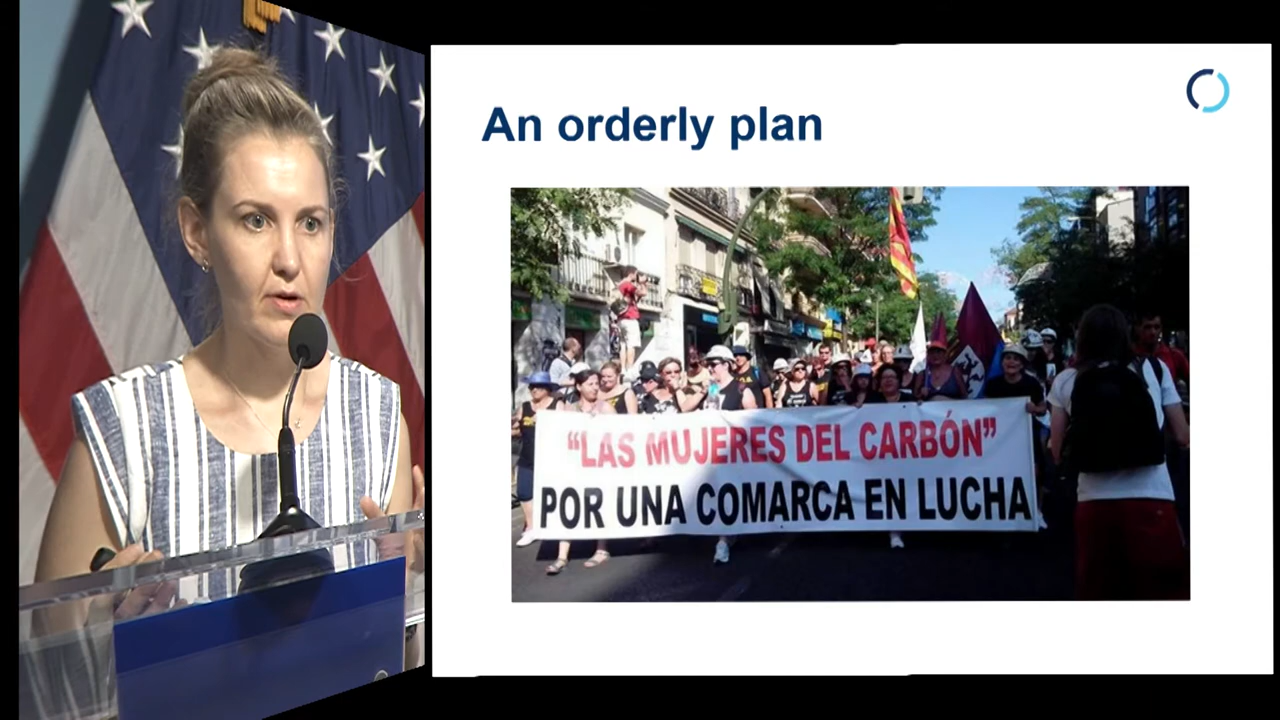 An orderly plan
“LAS MUJERES DEL CARBÓN”
POR UNA COMARCA EN LUCHA